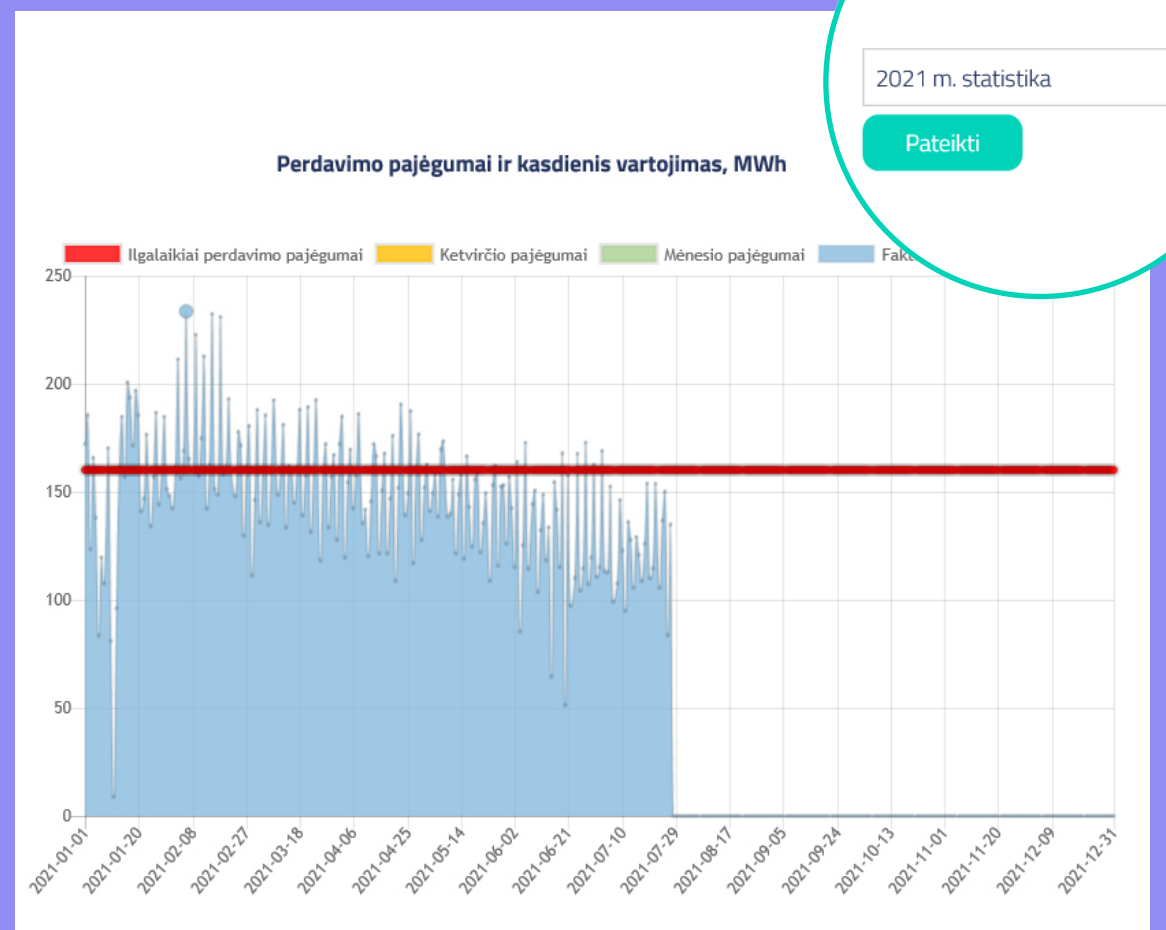 2021 m. statistika
Pateikti
Perdavimo pajėgumai ir kasdienis vartojimas, MWh
Ilgalaikiai perdavimo pajėgumai Ketvirčio pajėgumai Mėnesio pajėgumai
250
200
150
100
50
0
2021-01-01 2021-01-20 2021-02-08 2021-02-27 2021-03-18 2021-04-06 2021-04-25 2021-05-14 2021-06-02 2021-06-21 2021-07-10 2021-07-29 2021-08-17 2021-09-05 2021-09-24 2021-10-13 2021-11-01 2021-11-20 2021-12-09 2021-12-31